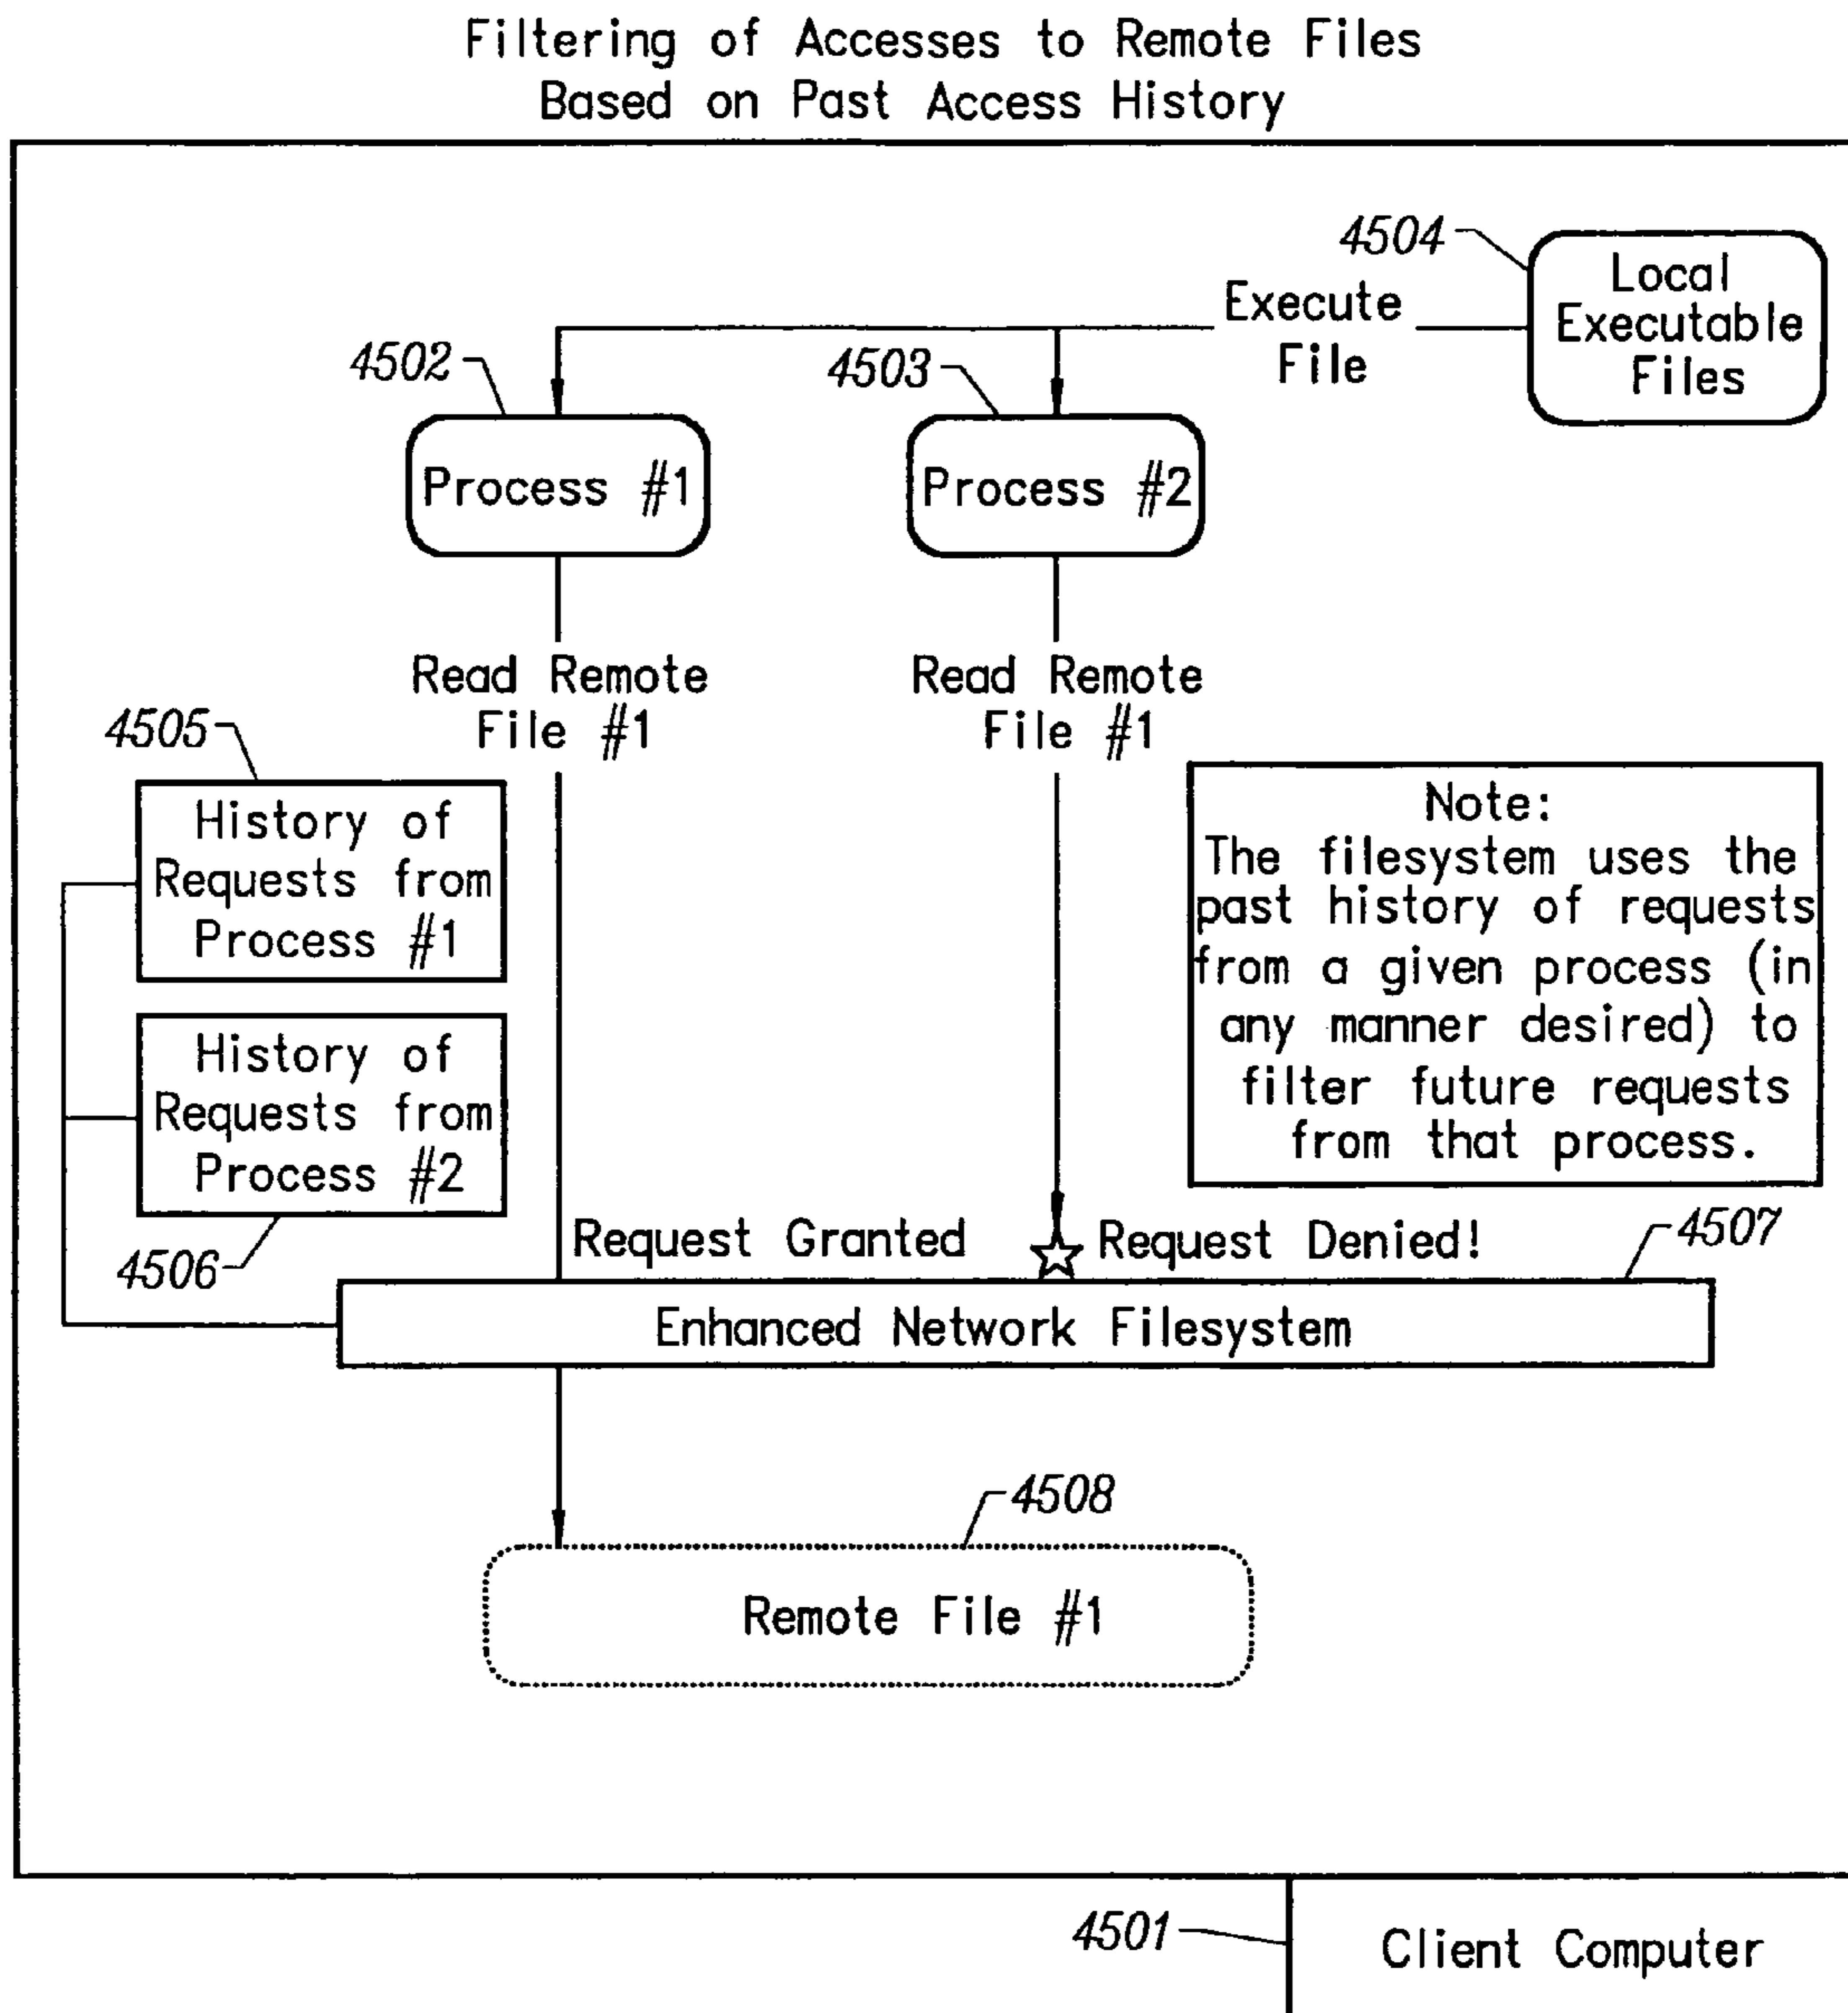 Filtering of Accesses to Remote Files
Based on Past Access History
4504
Local
Executable
Files
Execute
File
4502
4503
Process #1
Process #2
Read Remote
File #1
Read Remote
File #1
4505
History of
Requests from
Process #1
History of
Requests from
Process #2
4506
Note:
The filesystem uses the
past history of requests
from a given process (in
any manner desired) to
filter future requests
from that process.
Request Granted
Request Denied!
4507
Enhanced Network Filesystem
4508
Remote File #1
4501
Client Computer